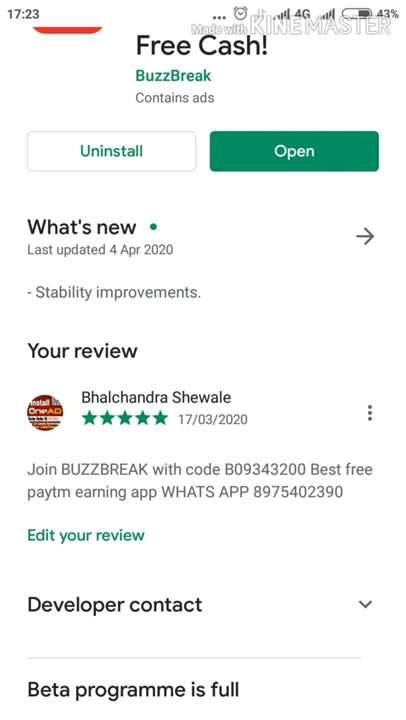 17:23
... 4G 43%
Made with KINEMASTER
Free Cash!
BuzzBreak
Contains ads
Uninstall
Open
What's new
Last updated 4 Apr 2020
- Stability improvements.
Your review
Bhalchandra Shewale
17/03/2020
Install
OneAD
Join BUZZBREAK with code B09343200 Best free
paytm earning app WHATS APP 8975402390
Edit your review
Developer contact
Beta programme is full